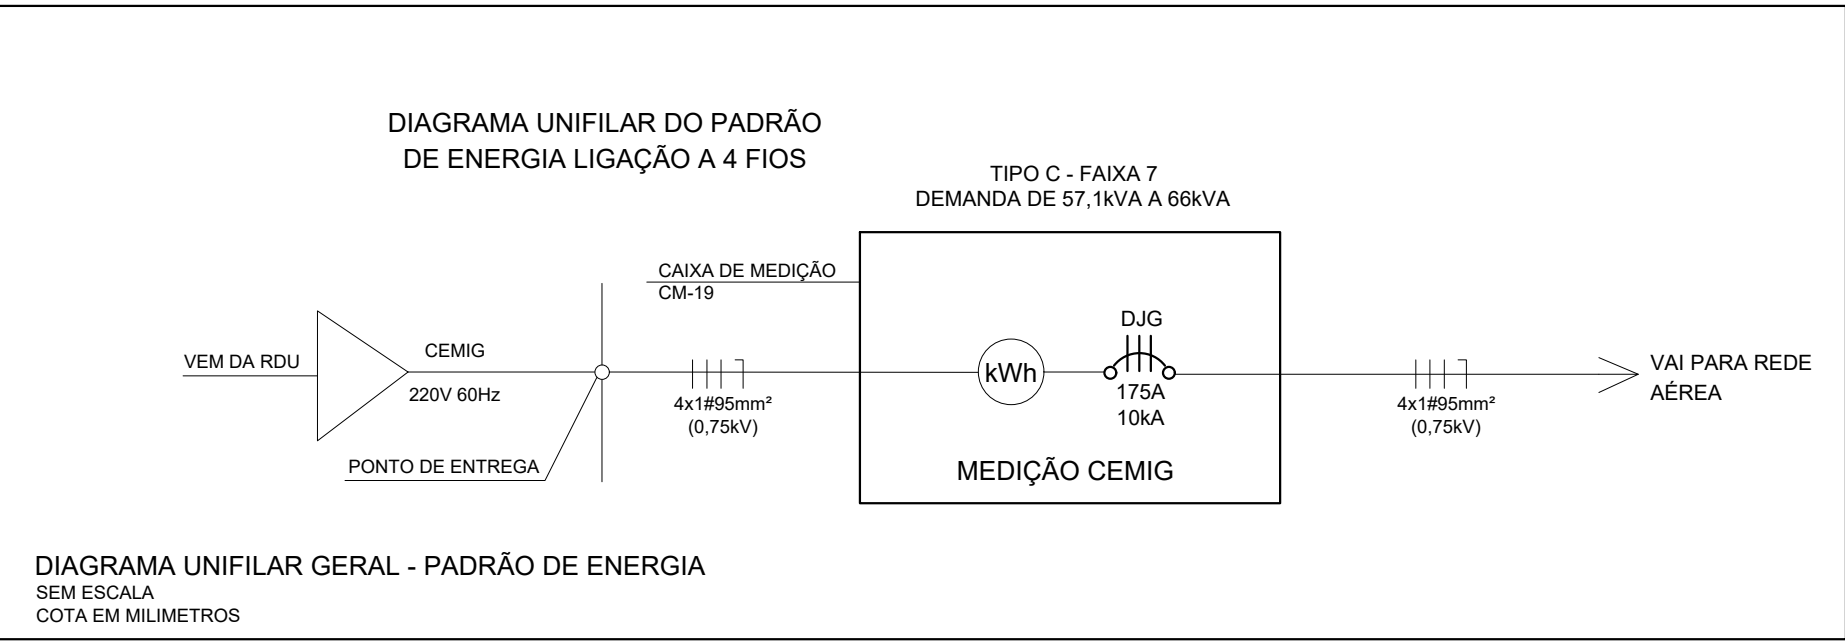 DIAGRAMA UNIFILAR DO PADRÃO
DE ENERGIA LIGAÇÃO A 4 FIOS
TIPO C - FAIXA 7
DEMANDA DE 57,1kVA A 66kVA
CAIXA DE MEDIÇÃO
CM-19
VEM DA RDU
CEMIG
220V 60Hz
PONTO DE ENTREGA
4x1#95mm²
(0,75kV)
kWh
DJG
175A
10kA
MEDIÇÃO CEMIG
4x1#95mm²
(0,75kV)
VAI PARA REDE
AÉREA
DIAGRAMA UNIFILAR GERAL - PADRÃO DE ENERGIA
SEM ESCALA
COTA EM MILIMETROS